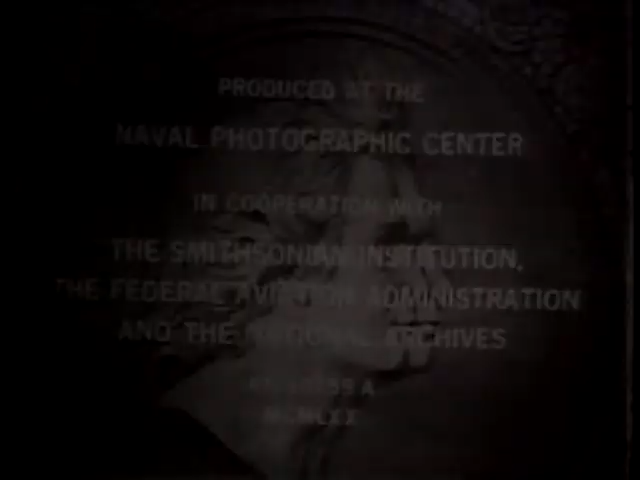 PRODUCED AT THE
NAVAL PHOTOGRAPHIC CENTER
IN COOPERATION WITH
THE SMITHSONIAN INSTITUTION,
THE FEDERAL AVIATION ADMINISTRATION
AND THE NATIONAL ARCHIVES
A
MCMLXX